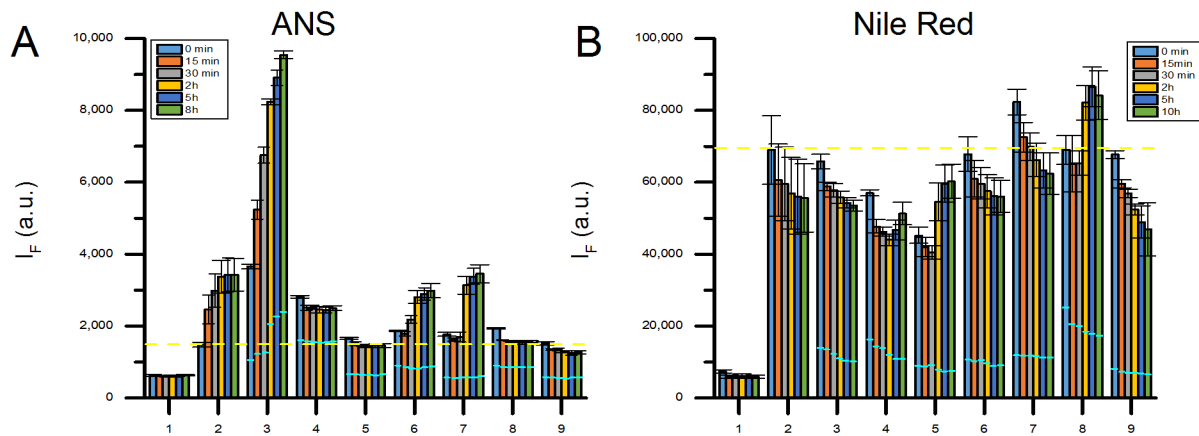 A
ANS
I_F (a.u.)
10,000
8,000
6,000
4,000
2,000
0
0 min
15 min
30 min
2h
5h
8h
1 2 3 4 5 6 7 8 9
B
Nile Red
I_F (a.u.)
100,000
80,000
60,000
40,000
20,000
0
0 min
15min
30 min
2h
5h
10h
1 2 3 4 5 6 7 8 9